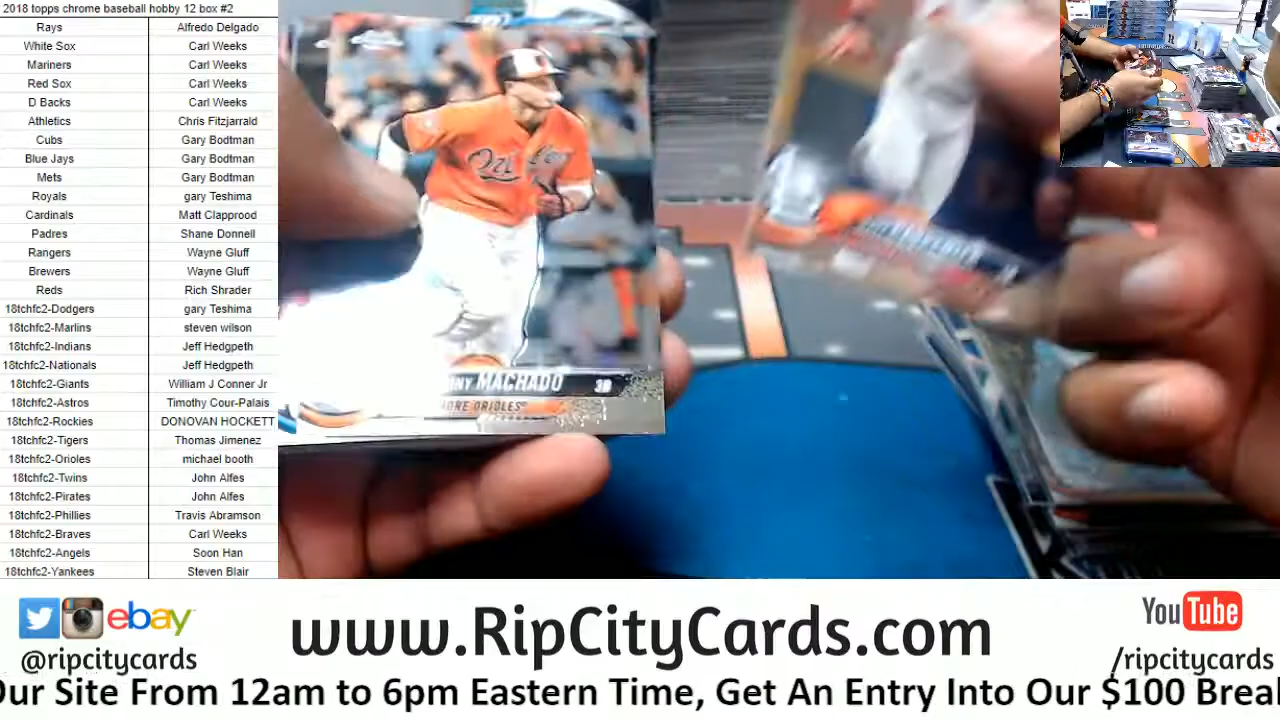 2018 topps chrome baseball hobby 12 box #2
Rays Alfredo Delgado
White Sox Carl Weeks
Mariners Carl Weeks
Red Sox Carl Weeks
D Backs Carl Weeks
Athletics Chris Fitzjarrald
Cubs Gary Bodtman
Blue Jays Gary Bodtman
Mets Gary Bodtman
Royals gary Teshima
Cardinals Matt Clapprood
Padres Shane Donnell
Rangers Wayne Gluff
Brewers Wayne Gluff
Reds Rich Shrader
18tchfc2-Dodgers gary Teshima
18tchfc2-Marlins steven wilson
18tchfc2-Indians Jeff Hedgpeth
18tchfc2-Nationals Jeff Hedgpeth
18tchfc2-Giants William J Conner Jr
18tchfc2-Astros Timothy Cour-Palais
18tchfc2-Rockies DONOVAN HOCKETT
18tchfc2-Tigers Thomas Jimenez
18tchfc2-Orioles michael booth
18tchfc2-Twins John Alfes
18tchfc2-Pirates John Alfes
18tchfc2-Phillies Travis Abramson
18tchfc2-Braves Carl Weeks
18tchfc2-Angels Soon Han
18tchfc2-Yankees Steven Blair
NY MACHADO 3B
ORE ORIOLES
ebay
@ripcitycards
www.RipCityCards.com
YouTube
/ripcitycards
Our Site From 12am to 6pm Eastern Time, Get An Entry Into Our $100 Break